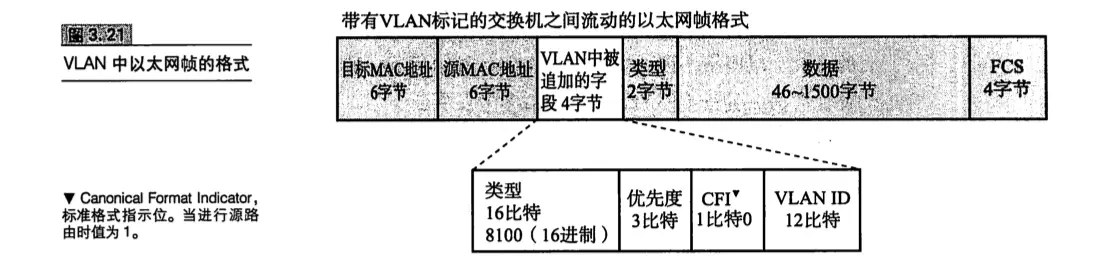 图3.21
VLAN 中以太网帧的格式
带有VLAN标记的交换机之间流动的以太网帧格式
目标MAC地址
6字节
源MAC地址
6字节
VLAN中被
追加的字
段 4字节
类型
2字节
数据
46~1500字节
FCS
4字节
类型
16比特
8100（16进制）
优先度
3比特
CFI▼
1比特0
VLAN ID
12比特
▼ Canonical Format Indicator，
标准格式指示位。当进行源路
由时值为 1。